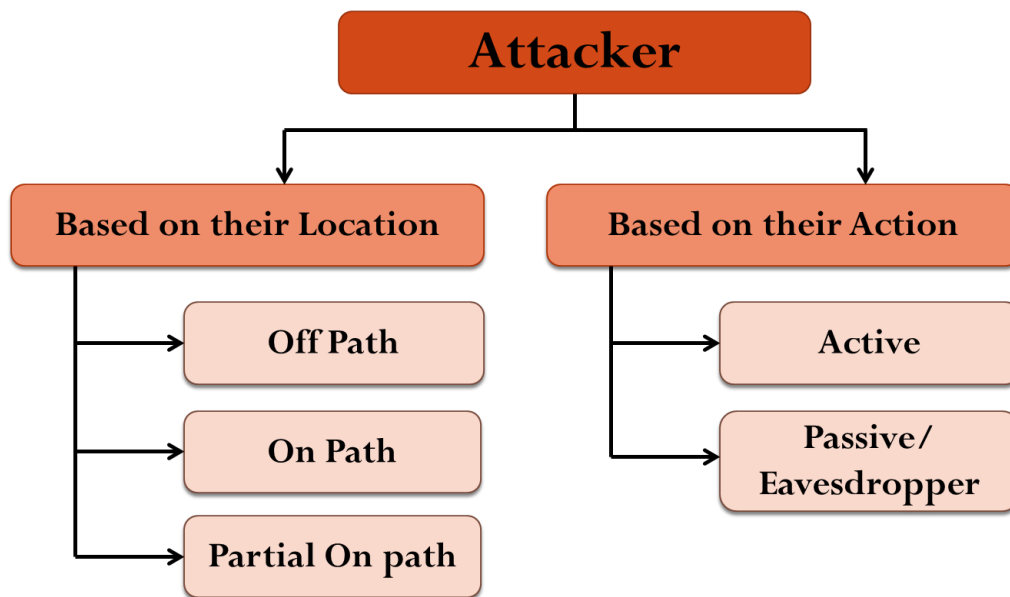 Attacker
Based on their Location
Based on their Action
Off Path
On Path
Partial On path
Active
Passive/
Eavesdropper